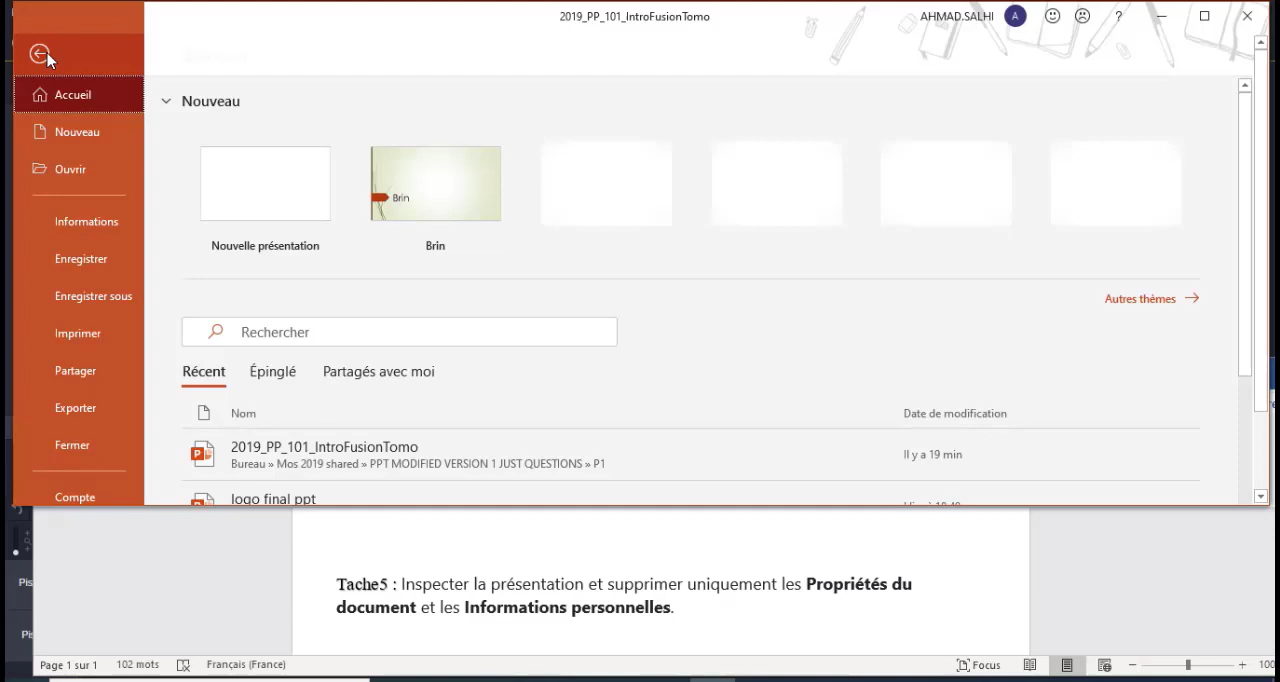 2019_PP_101_IntroFusionTomo
AHMAD.SALHI A ?
Accueil
Nouveau
Ouvrir
Informations
Enregistrer
Enregistrer sous
Imprimer
Partager
Exporter
Fermer
Compte
Nouveau
Brin
Nouvelle présentation
Brin
Autres thèmes
Rechercher
Récent Épinglé Partagés avec moi
Nom Date de modification
2019_PP_101_IntroFusionTomo
Bureau » Mos 2019 shared » PPT MODIFIED VERSION 1 JUST QUESTIONS » P1
Il y a 19 min
logo final ppt
Pis
Tache5 : Inspecter la présentation et supprimer uniquement les Propriétés du
document et les Informations personnelles.
Page 1 sur 1 102 mots Français (France) Focus 100